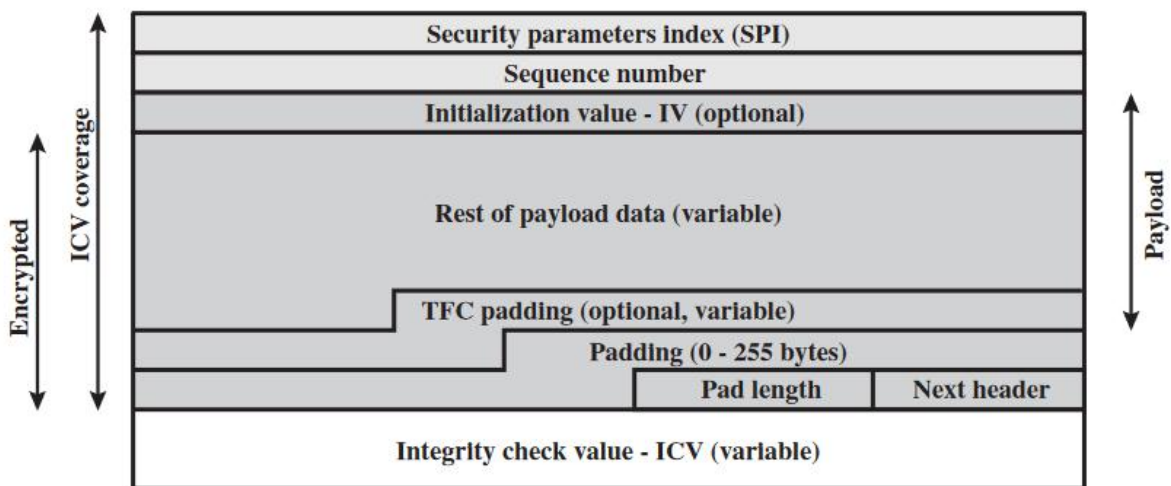 Security parameters index (SPI)
Sequence number
Initialization value - IV (optional)
Rest of payload data (variable)
TFC padding (optional, variable)
Padding (0 - 255 bytes)
Pad length
Next header
Integrity check value - ICV (variable)
Encrypted
ICV coverage
Payload